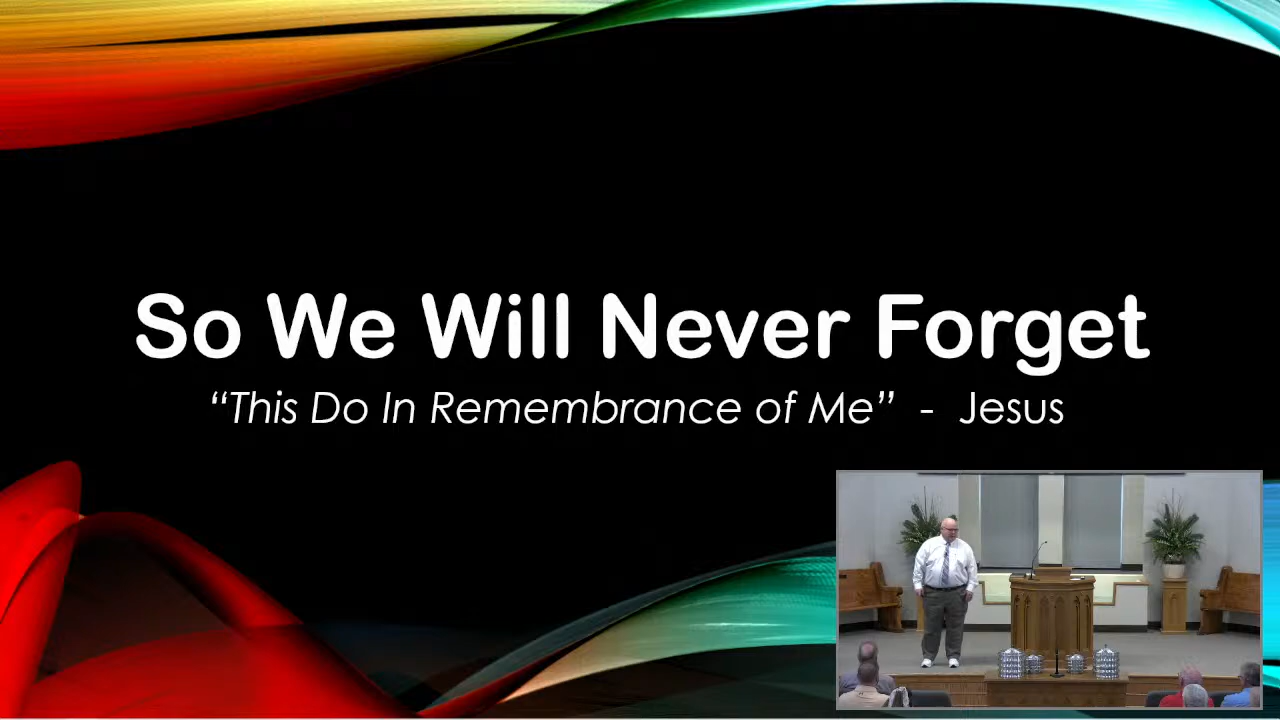 So We Will Never Forget
“This Do In Remembrance of Me” - Jesus